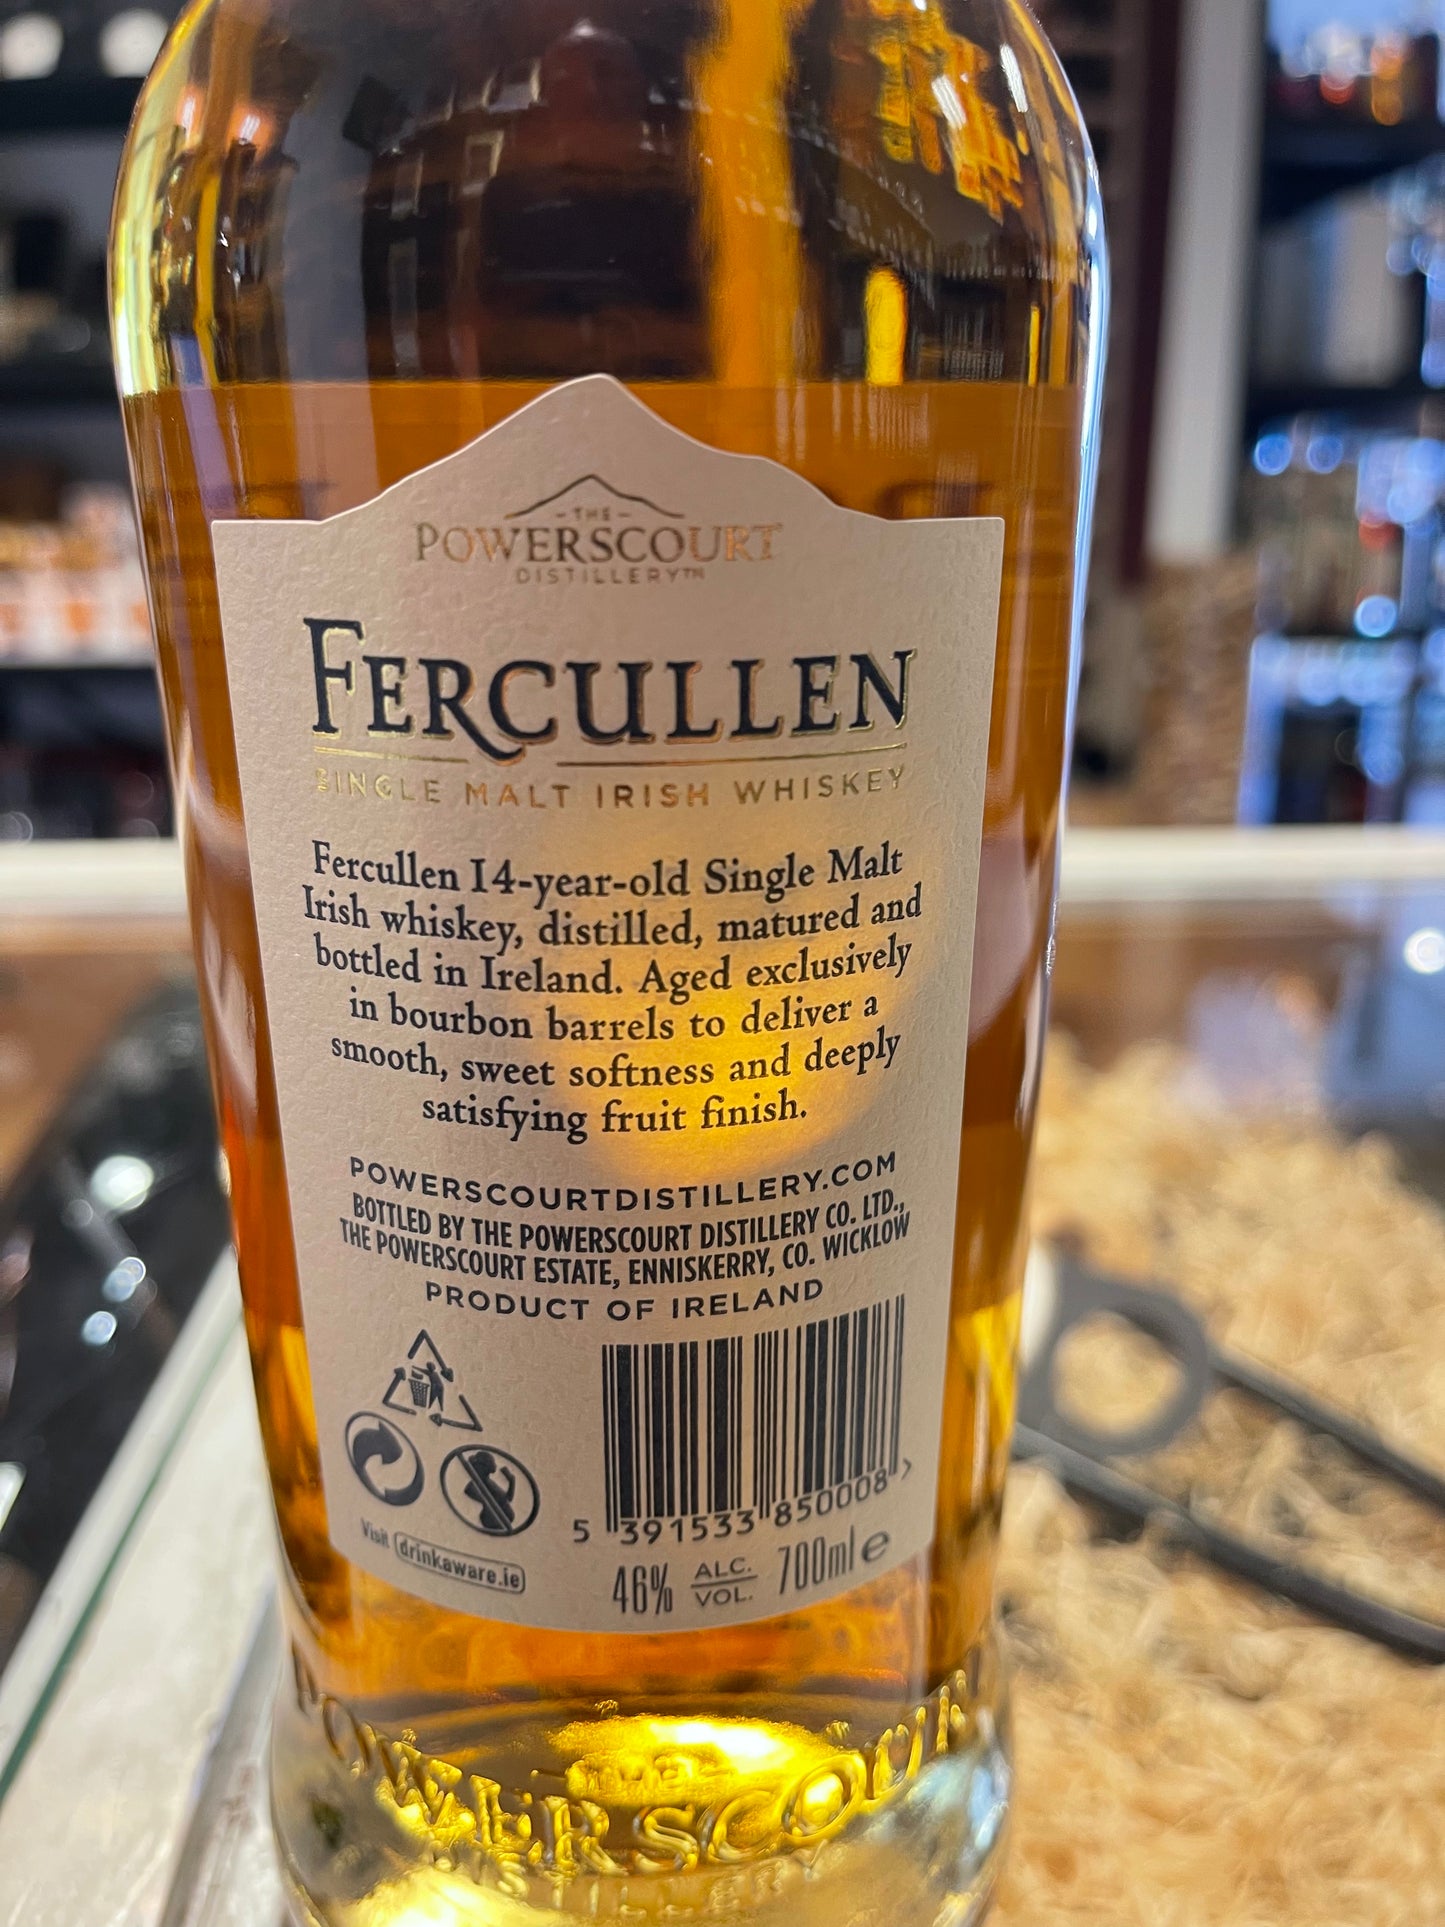 - THE -
POWERSCOURT
DISTILLERY™
FERCULLEN
SINGLE MALT IRISH WHISKEY
Fercullen 14-year-old Single Malt
Irish whiskey, distilled, matured and
bottled in Ireland. Aged exclusively
in bourbon barrels to deliver a
smooth, sweet softness and deeply
satisfying fruit finish.
POWERSCOURTDISTILLERY.COM
BOTTLED BY THE POWERSCOURT DISTILLERY CO. LTD.,
THE POWERSCOURT ESTATE, ENNISKERRY, CO. WICKLOW
PRODUCT OF IRELAND
5 391533 850008 >
Visit drinkaware.ie
46% ALC. VOL. 700ml e
THE
POWERSCOURT
DISTILLERY